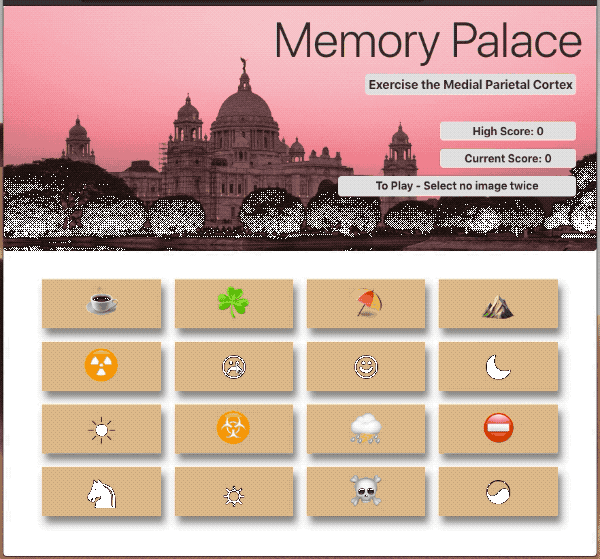 Memory Palace
Exercise the Medial Parietal Cortex
High Score: 0
Current Score: 0
To Play - Select no image twice